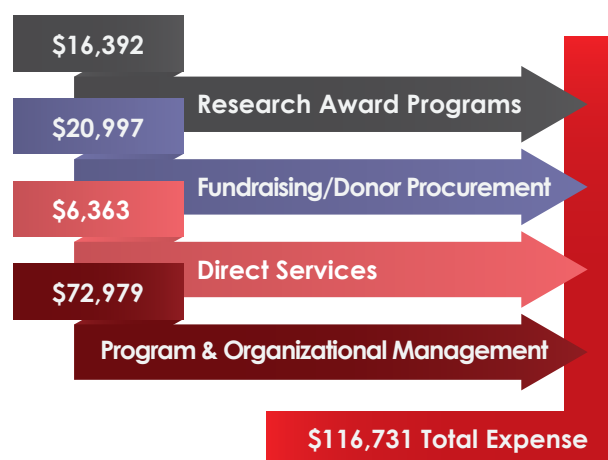 $16,392
Research Award Programs
$20,997
Fundraising/Donor Procurement
$6,363
Direct Services
$72,979
Program & Organizational Management
$116,731 Total Expense